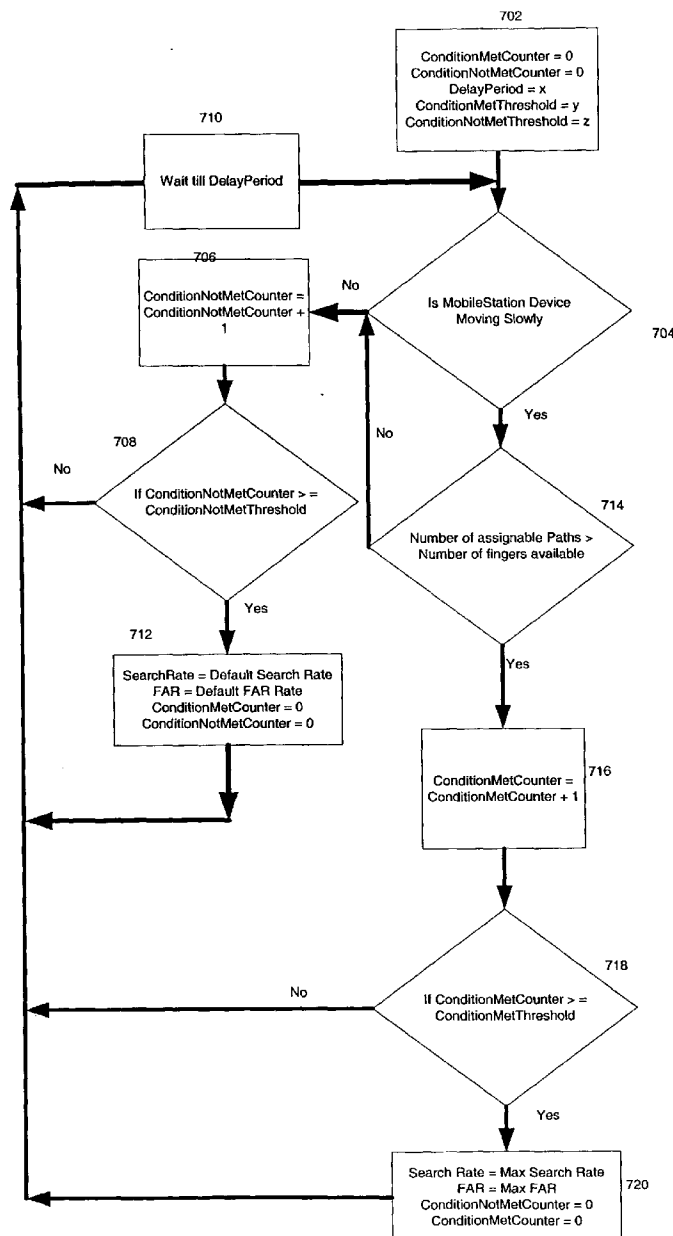 702
ConditionMetCounter = 0
ConditionNotMetCounter = 0
DelayPeriod = x
ConditionMetThreshold = y
ConditionNotMetThreshold = z
710
Wait till DelayPeriod
706
ConditionNotMetCounter =
ConditionNotMetCounter +
1
No
Is MobileStation Device
Moving Slowly
704
Yes
No
708
No
If ConditionNotMetCounter > =
ConditionNotMetThreshold
714
Number of assignable Paths >
Number of fingers available
Yes
712
SearchRate = Default Search Rate
FAR = Default FAR Rate
ConditionMetCounter = 0
ConditionNotMetCounter = 0
Yes
716
ConditionMetCounter =
ConditionMetCounter + 1
718
No
If ConditionMetCounter > =
ConditionMetThreshold
Yes
Search Rate = Max Search Rate
FAR = Max FAR
ConditionNotMetCounter = 0
ConditionMetCounter = 0
720